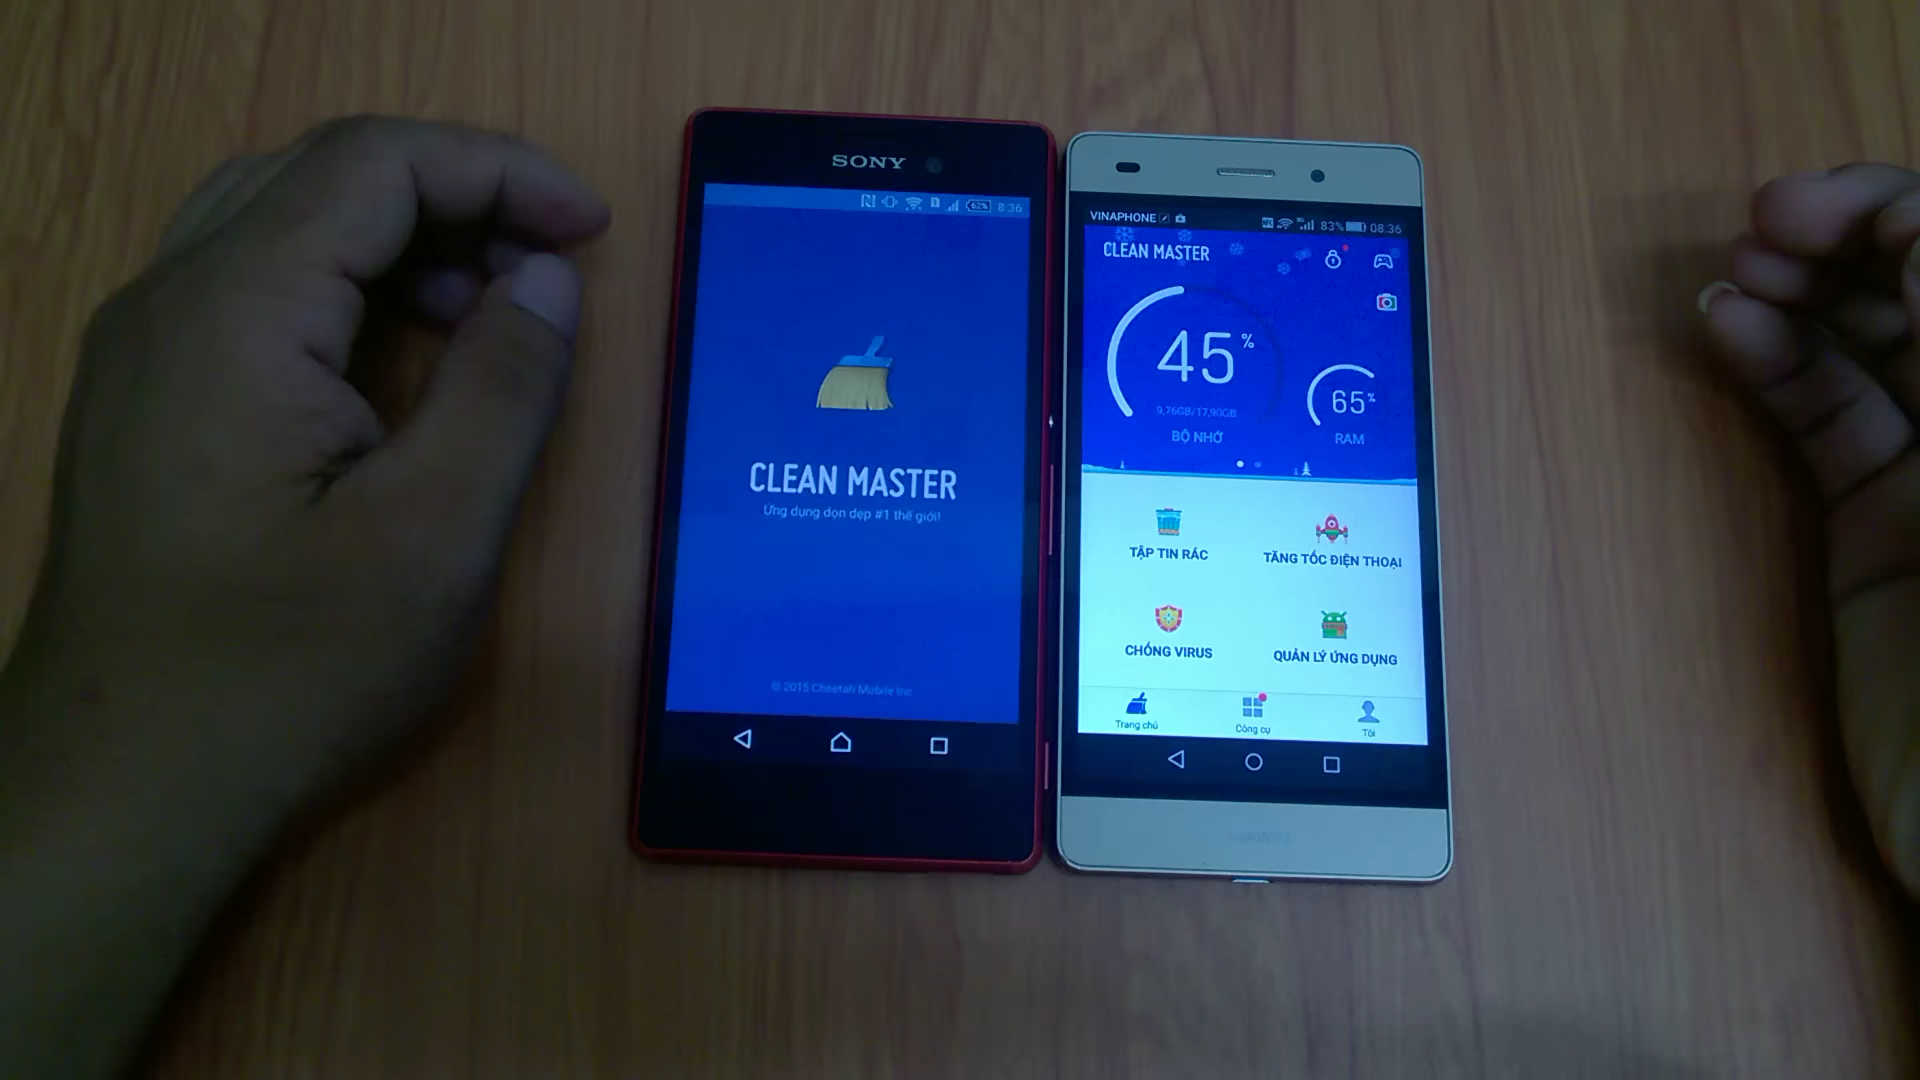 SONY
62% 8:36
CLEAN MASTER
Ứng dụng dọn dẹp #1 thế giới!
© 2015 Cheetah Mobile Inc
VINAPHONE 83% 08:36
CLEAN MASTER
45%
9,76GB/17,90GB
BỘ NHỚ
65%
RAM
TẬP TIN RÁC
TĂNG TỐC ĐIỆN THOẠI
CHỐNG VIRUS
QUẢN LÝ ỨNG DỤNG
Trang chủ
Công cụ
Tôi